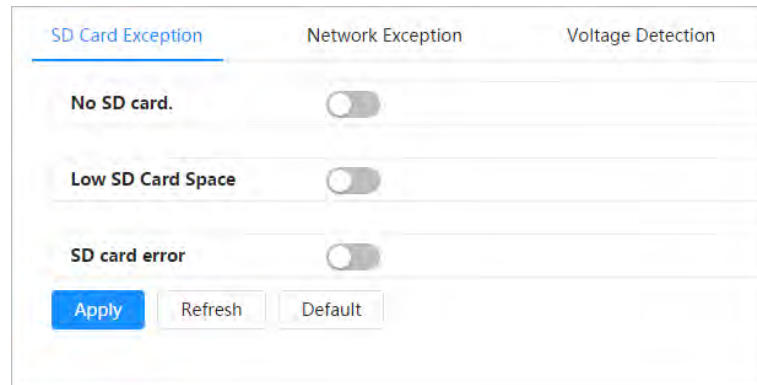 SD Card Exception Network Exception Voltage Detection
No SD card.
Low SD Card Space
SD card error
Apply Refresh Default